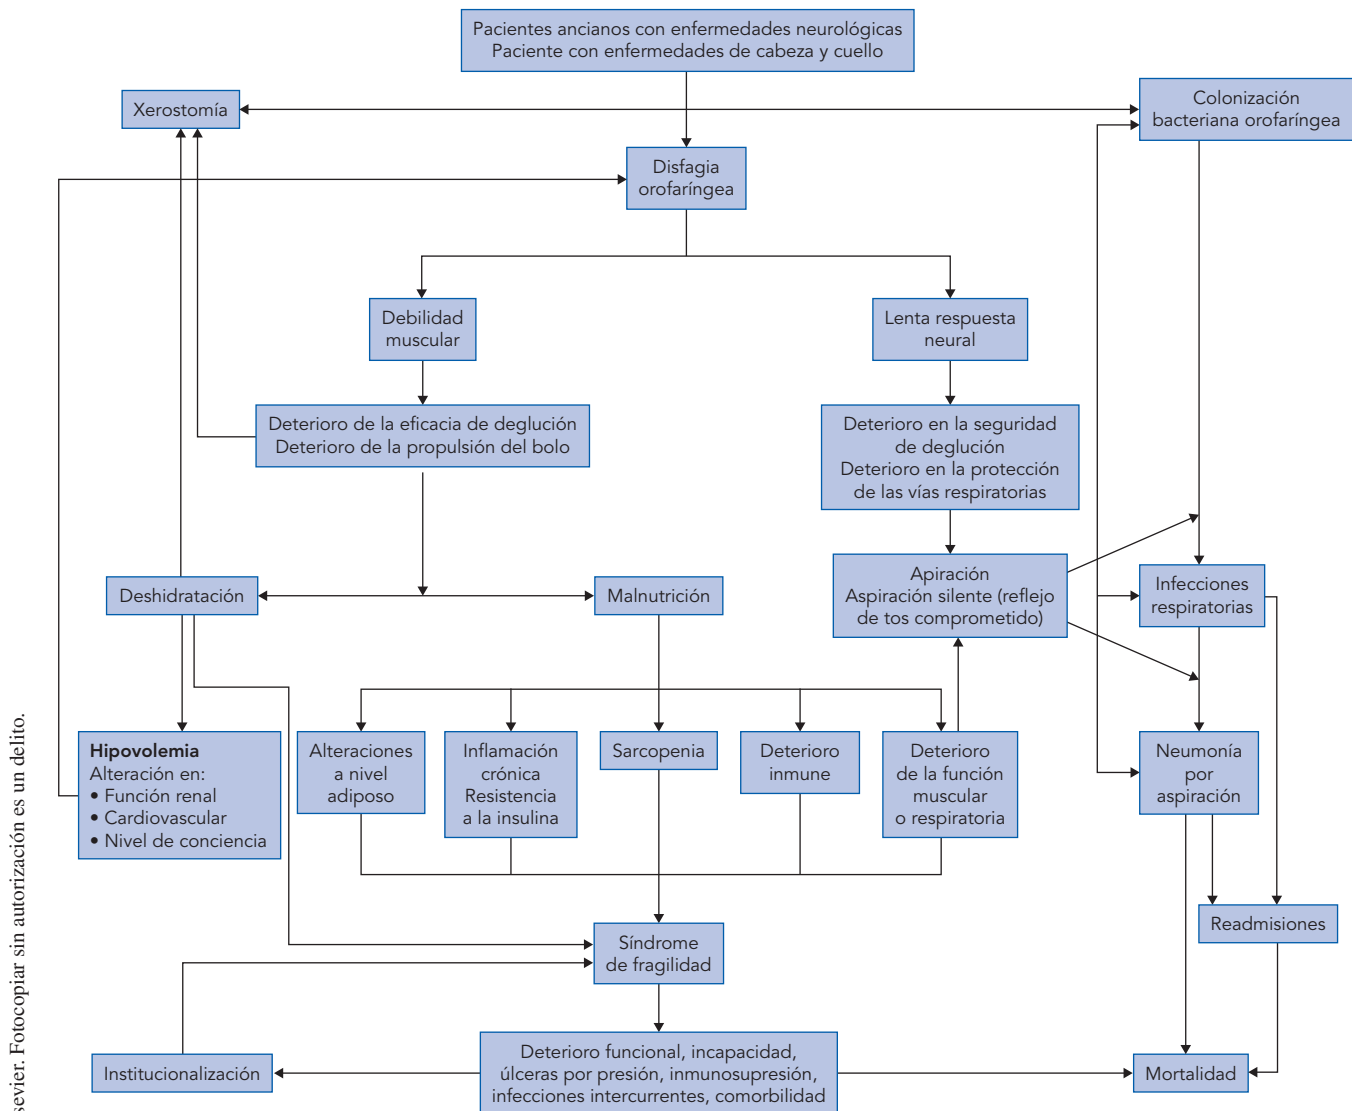 Pacientes ancianos con enfermedades neurológicas
Paciente con enfermedades de cabeza y cuello
Xerostomía
Colonización
bacteriana orofaríngea
Disfagia
orofaríngea
Debilidad
muscular
Lenta respuesta
neural
Deterioro de la eficacia de deglución
Deterioro de la propulsión del bolo
Deterioro en la seguridad
de deglución
Deterioro en la protección
de las vías respiratorias
Deshidratación
Malnutrición
Apiración
Aspiración silente (reflejo
de tos comprometido)
Infecciones
respiratorias
Hipovolemia
Alteración en:
• Función renal
• Cardiovascular
• Nivel de conciencia
Alteraciones
a nivel
adiposo
Inflamación
crónica
Resistencia
a la insulina
Sarcopenia
Deterioro
inmune
Deterioro
de la función
muscular
o respiratoria
Neumonía
por
aspiración
Readmisiones
Síndrome
de fragilidad
Institucionalización
Deterioro funcional, incapacidad,
úlceras por presión, inmunosupresión,
infecciones intercurrentes, comorbilidad
Mortalidad
sevier. Fotocopiar sin autorización es un delito.